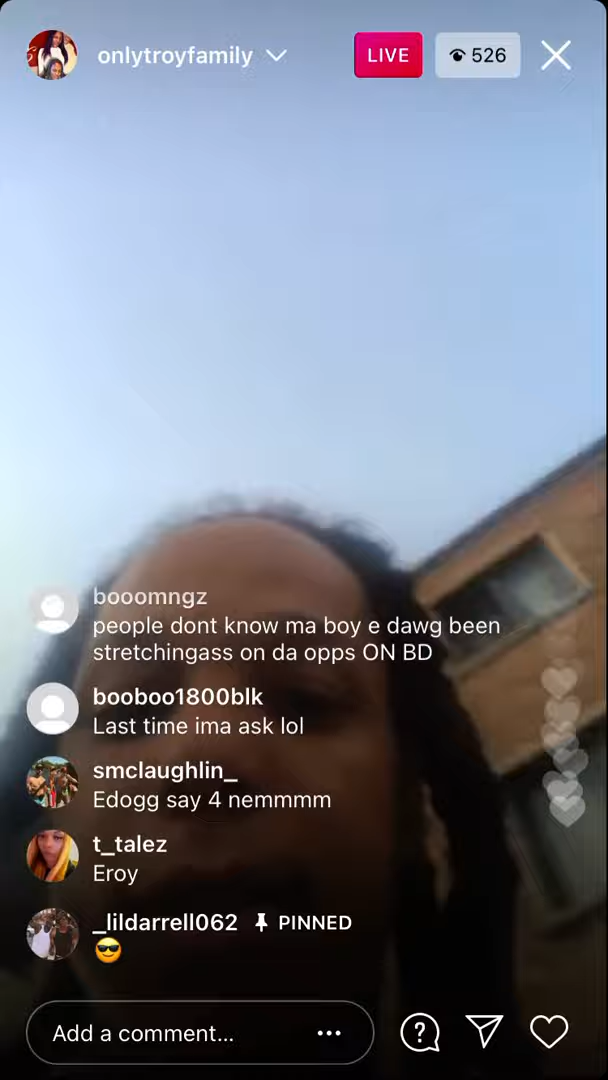 onlytroyfamily
LIVE
526
booomngz
people dont know ma boy e dawg been
stretchingass on da opps ON BD
booboo1800blk
Last time ima ask lol
smclaughlin_
Edogg say 4 nemmmm
t_talez
Eroy
_lildarrell062 PINNED
😎
Add a comment...